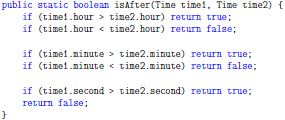 public static boolean isAfter(Time time1, Time time2) {
    if (time1.hour > time2.hour) return true;
    if (time1.hour < time2.hour) return false;

    if (time1.minute > time2.minute) return true;
    if (time1.minute < time2.minute) return false;

    if (time1.second > time2.second) return true;
    return false;
}